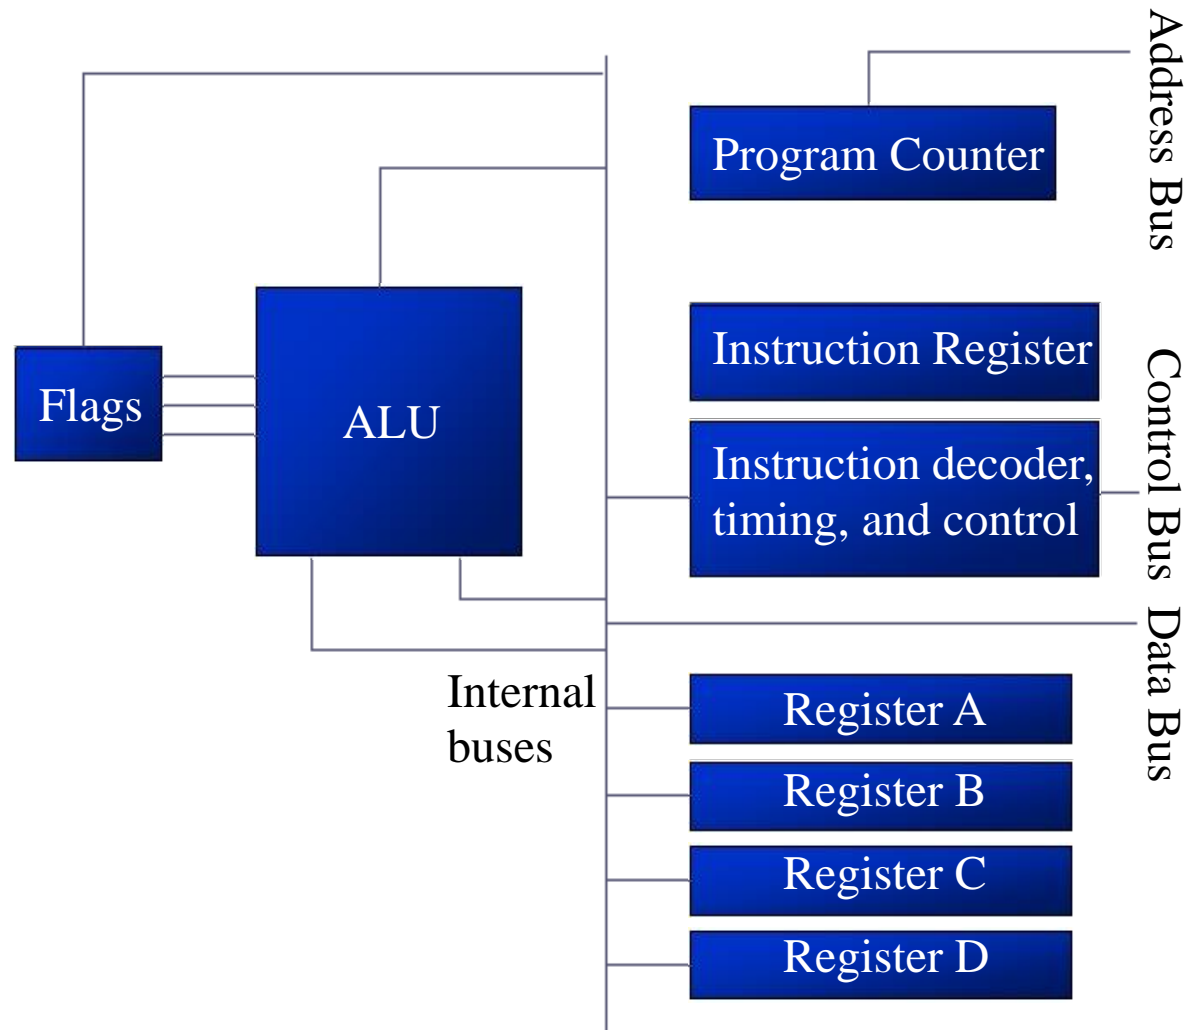 Address Bus
Program Counter
Instruction Register
Flags
ALU
Control Bus
Instruction decoder,
timing, and control
Data Bus
Internal
buses
Register A
Register B
Register C
Register D